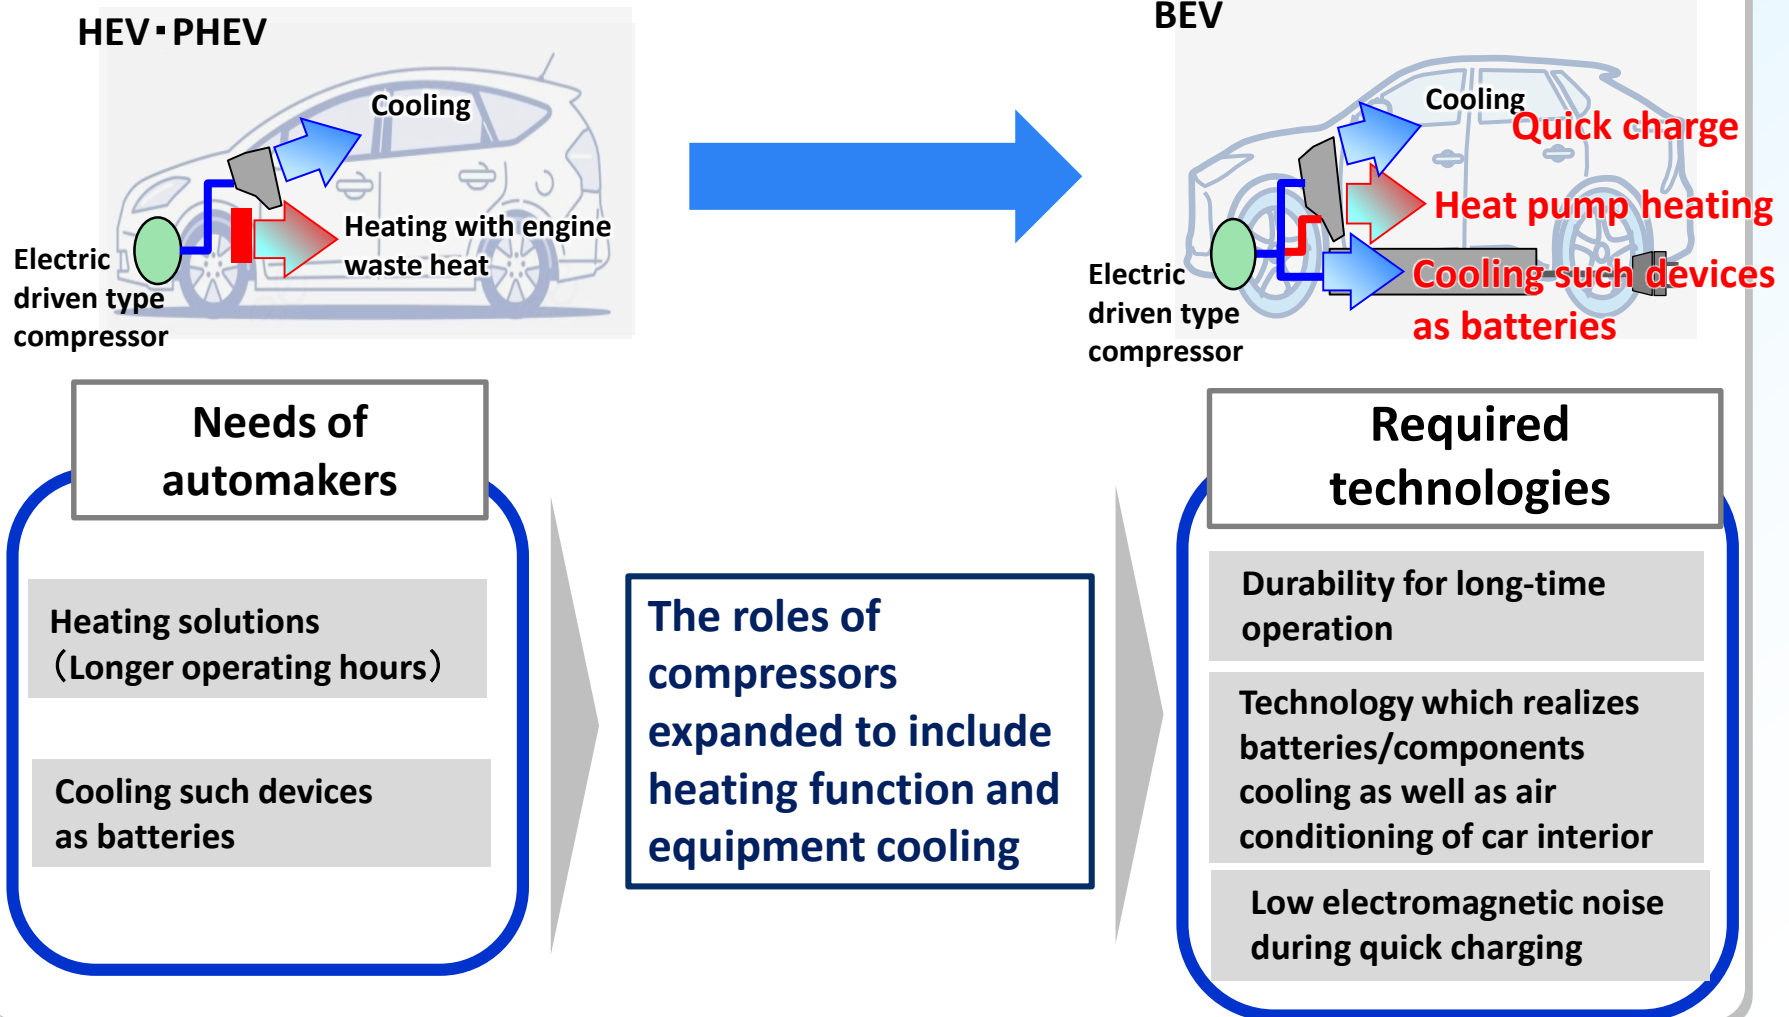 HEV・PHEV
Cooling
Heating with engine
waste heat
Electric
driven type
compressor
BEV
Cooling
Quick charge
Heat pump heating
Cooling such devices
as batteries
Electric
driven type
compressor
Needs of
automakers
Heating solutions
（Longer operating hours）
Cooling such devices
as batteries
The roles of
compressors
expanded to include
heating function and
equipment cooling
Required
technologies
Durability for long-time
operation
Technology which realizes
batteries/components
cooling as well as air
conditioning of car interior
Low electromagnetic noise
during quick charging